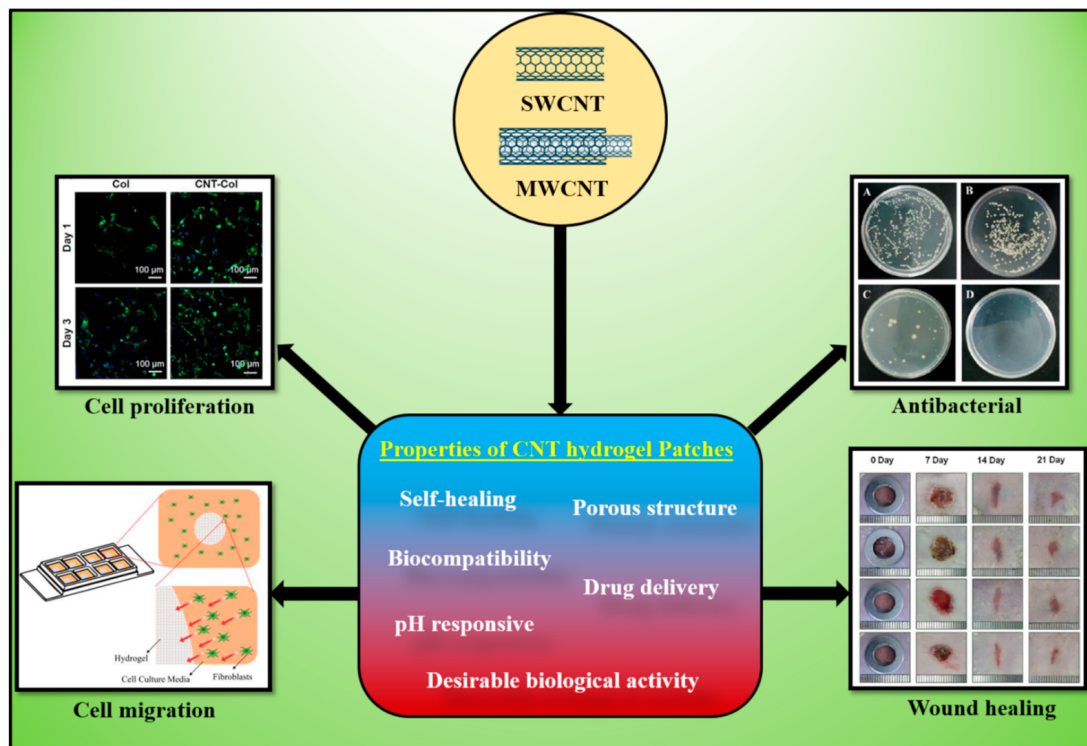 SWCNT
MWCNT
Col CNT-Col
Day 1
100 µm 100 µm
Day 3
100 µm 100 µm
Cell proliferation
A B
C D
Antibacterial
Properties of CNT hydrogel Patches
Self-healing
Porous structure
Biocompatibility
Drug delivery
pH responsive
Desirable biological activity
Hydrogel
Cell Culture Media
Fibroblasts
Cell migration
0 Day 7 Day 14 Day 21 Day
Wound healing